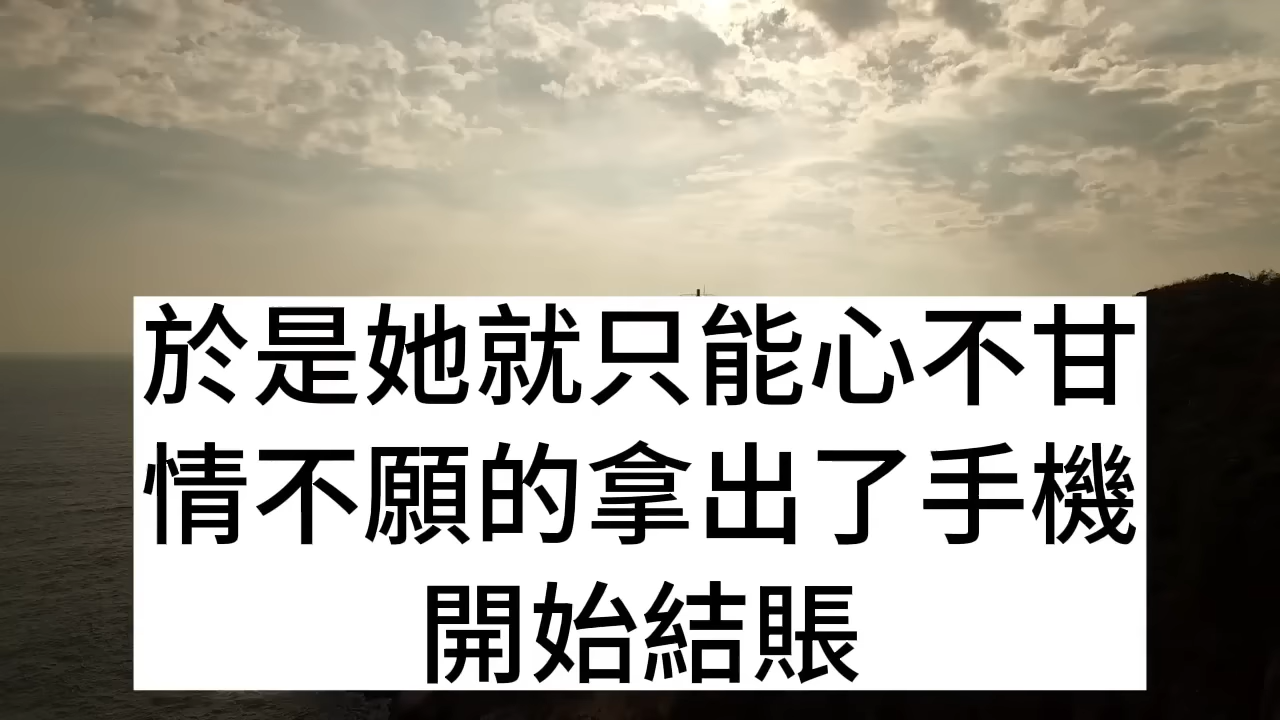 於是她就只能心不甘
情不願的拿出了手機
開始結賬